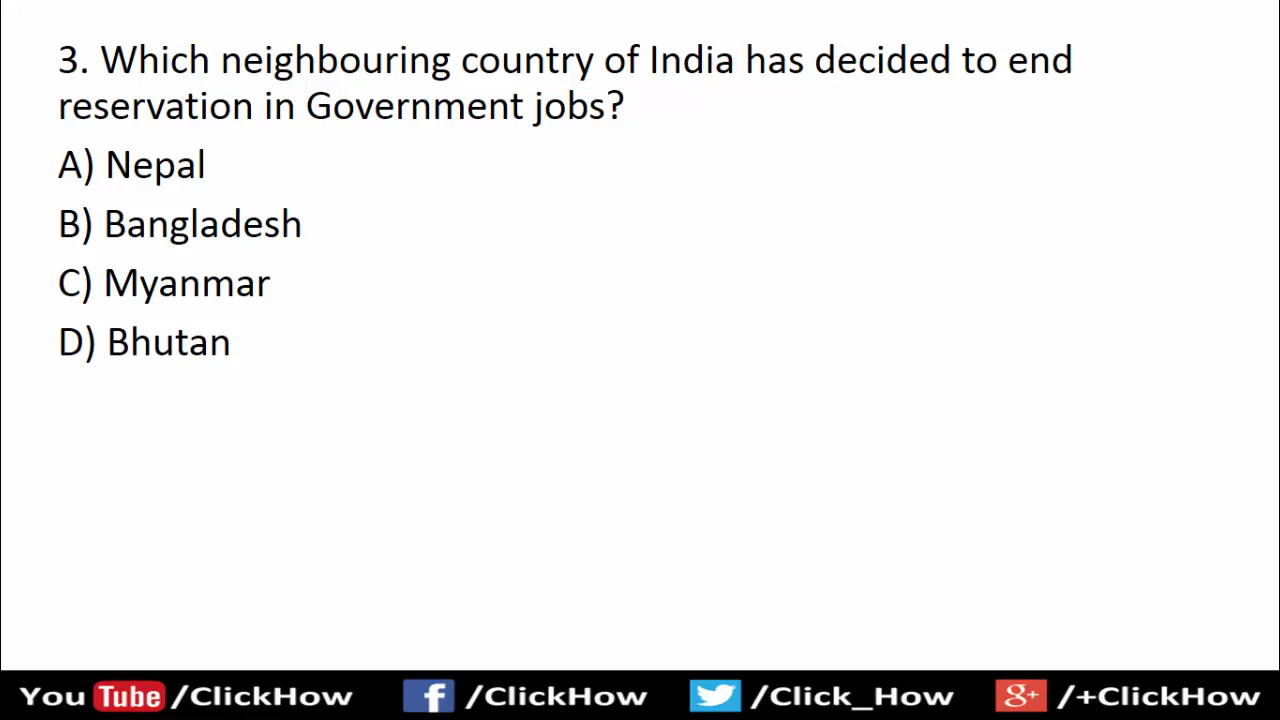 3. Which neighbouring country of India has decided to end
reservation in Government jobs?
A) Nepal
B) Bangladesh
C) Myanmar
D) Bhutan
You Tube /ClickHow f /ClickHow /Click_How g+ /+ClickHow